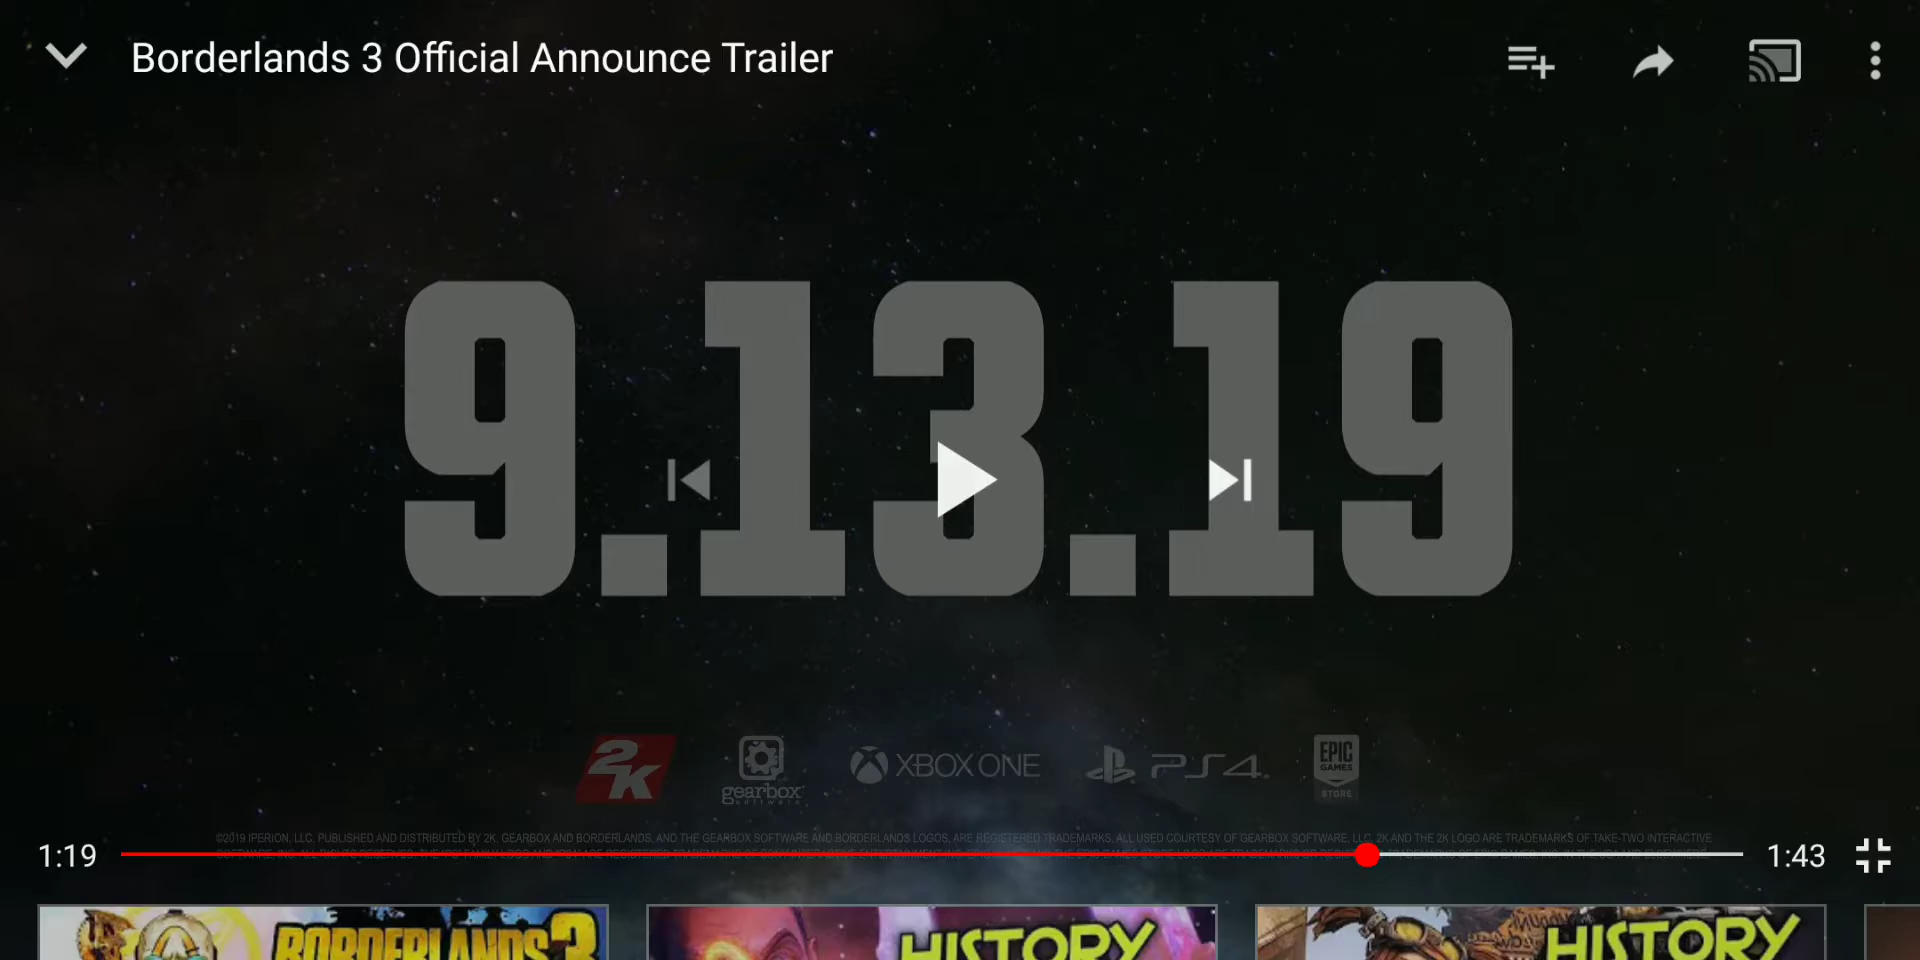 Borderlands 3 Official Announce Trailer
9.13.19
2K
gearbox
software
XBOX ONE
PS4
EPIC
GAMES
STORE
©2019 IPERION, LLC. PUBLISHED AND DISTRIBUTED BY 2K. GEARBOX AND BORDERLANDS, AND THE GEARBOX SOFTWARE AND BORDERLANDS LOGOS, ARE REGISTERED TRADEMARKS, ALL USED COURTESY OF GEARBOX SOFTWARE, LLC. 2K AND THE 2K LOGO ARE TRADEMARKS OF TAKE-TWO INTERACTIVE
1:19
1:43
BORDERLANDS 3
HISTORY
HISTORY